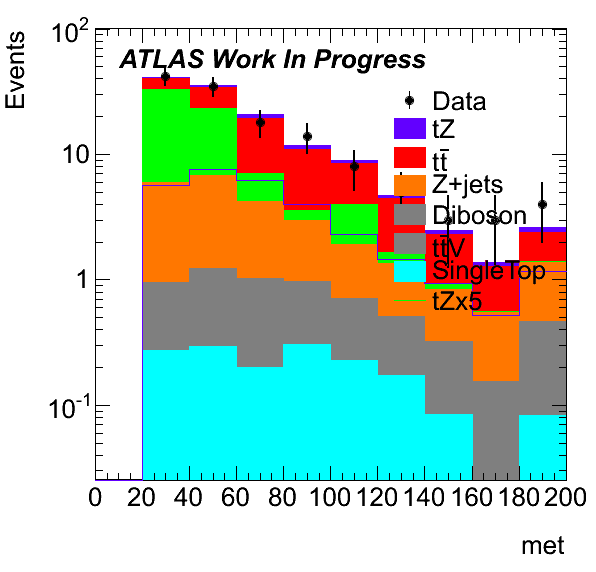 Events
10²
10
1
10⁻¹
ATLAS Work In Progress
Data
tZ
tt̄
Z+jets
Diboson
tt̄V
SingleTop
tZx5
0 20 40 60 80 100 120 140 160 180 200
met